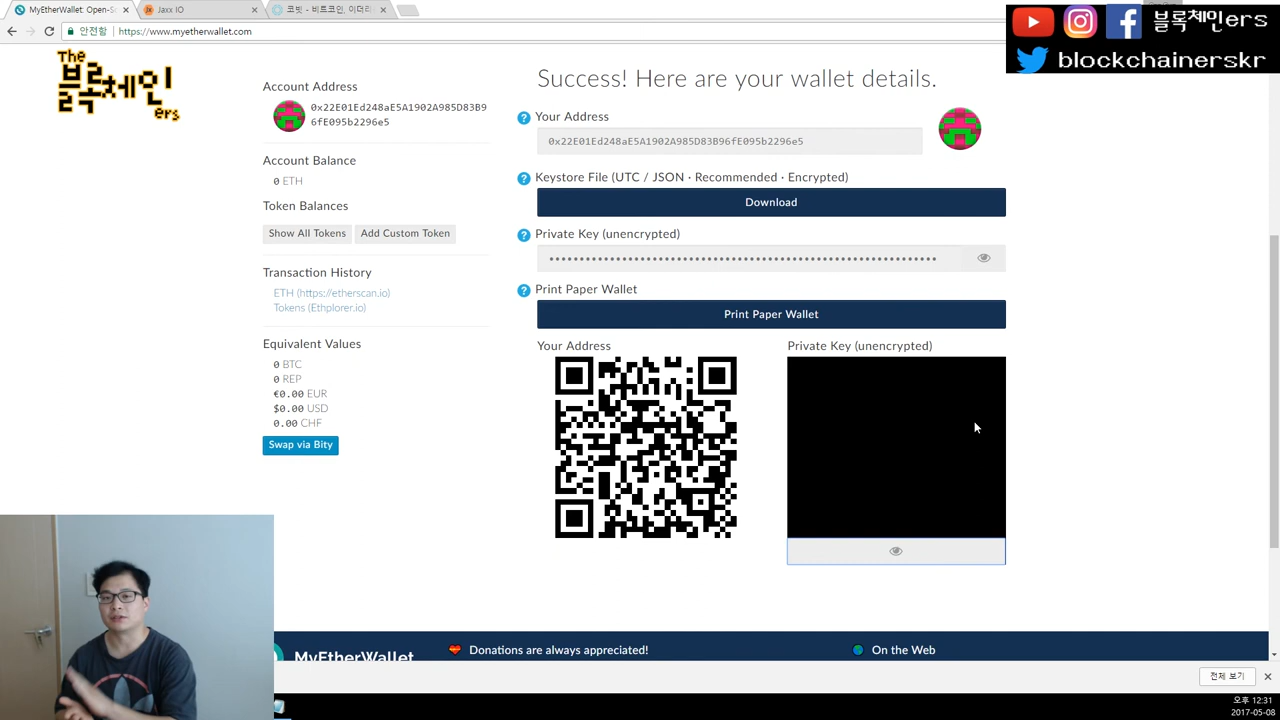 MyEtherWallet: Open-S
Jaxx IO
코빗 - 비트코인, 이더리
안전함
https://www.myetherwallet.com
블록체인ers
blockchainerskr
The
블록체인
ers
Account Address
0x22E01Ed248aE5A1902A985D83B9
6fE095b2296e5
Account Balance
0 ETH
Token Balances
Show All Tokens
Add Custom Token
Transaction History
ETH (https://etherscan.io)
Tokens (Ethplorer.io)
Equivalent Values
0 BTC
0 REP
€0.00 EUR
$0.00 USD
0.00 CHF
Swap via Bity
Success! Here are your wallet details.
Your Address
0x22E01Ed248aE5A1902A985D83B96fE095b2296e5
Keystore File (UTC / JSON · Recommended · Encrypted)
Download
Private Key (unencrypted)
Print Paper Wallet
Print Paper Wallet
Your Address
Private Key (unencrypted)
MyEtherWallet
Donations are always appreciated!
On the Web
전체 보기
오후 12:31
2017-05-08